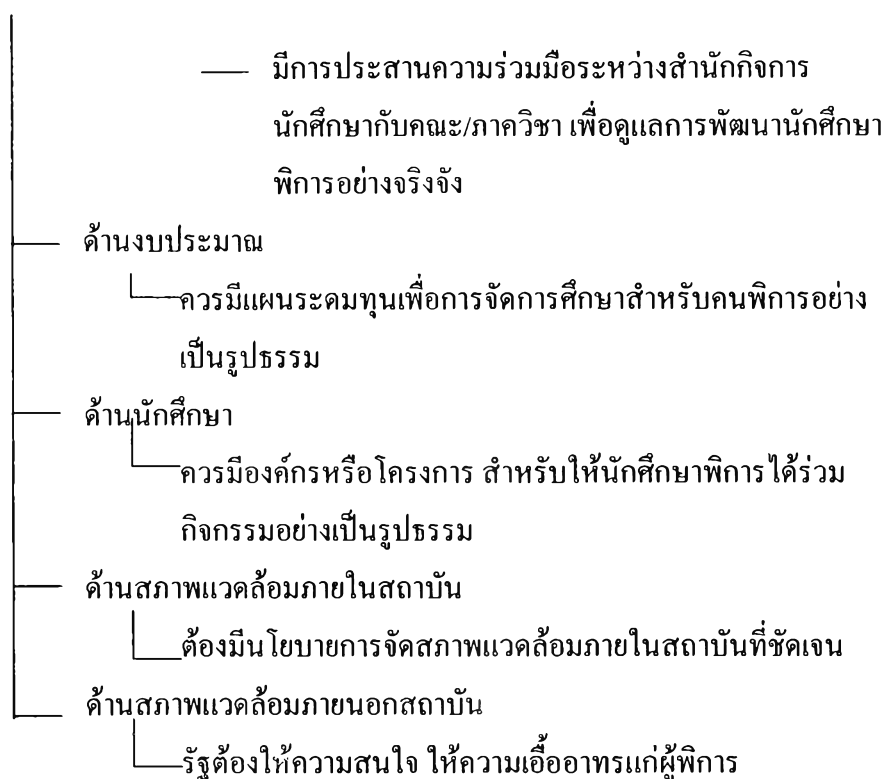 มีการประสานความร่วมมือระหว่างสำนักกิจการ
นักศึกษากับคณะ/ภาควิชา เพื่อดูแลการพัฒนานักศึกษา
พิการอย่างจริงจัง
ด้านงบประมาณ
ควรมีแผนระดมทุนเพื่อการจัดการศึกษาสำหรับคนพิการอย่าง
เป็นรูปธรรม
ด้านนักศึกษา
ควรมีองค์กรหรือโครงการ สำหรับให้นักศึกษาพิการได้ร่วม
กิจกรรมอย่างเป็นรูปธรรม
ด้านสภาพแวดล้อมภายในสถาบัน
ต้องมีนโยบายการจัดสภาพแวดล้อมภายในสถาบันที่ชัดเจน
ด้านสภาพแวดล้อมภายนอกสถาบัน
รัฐต้องให้ความสนใจ ให้ความเอื้ออาทรแก่ผู้พิการ